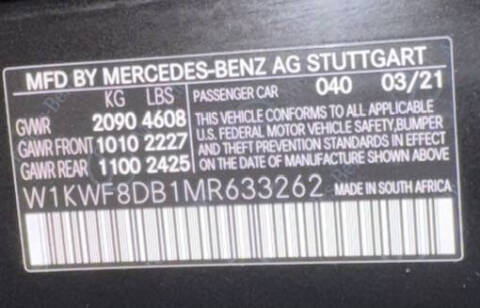 MFD BY MERCEDES-BENZ AG STUTTGART
KG LBS PASSENGER CAR 040 03/21
GVWR 2090 4608
GAWR FRONT 1010 2227
GAWR REAR 1100 2425
THIS VEHICLE CONFORMS TO ALL APPLICABLE
U.S. FEDERAL MOTOR VEHICLE SAFETY, BUMPER
AND THEFT PREVENTION STANDARDS IN EFFECT
ON THE DATE OF MANUFACTURE SHOWN ABOVE
W1KWF8DB1MR633262 MADE IN SOUTH AFRICA